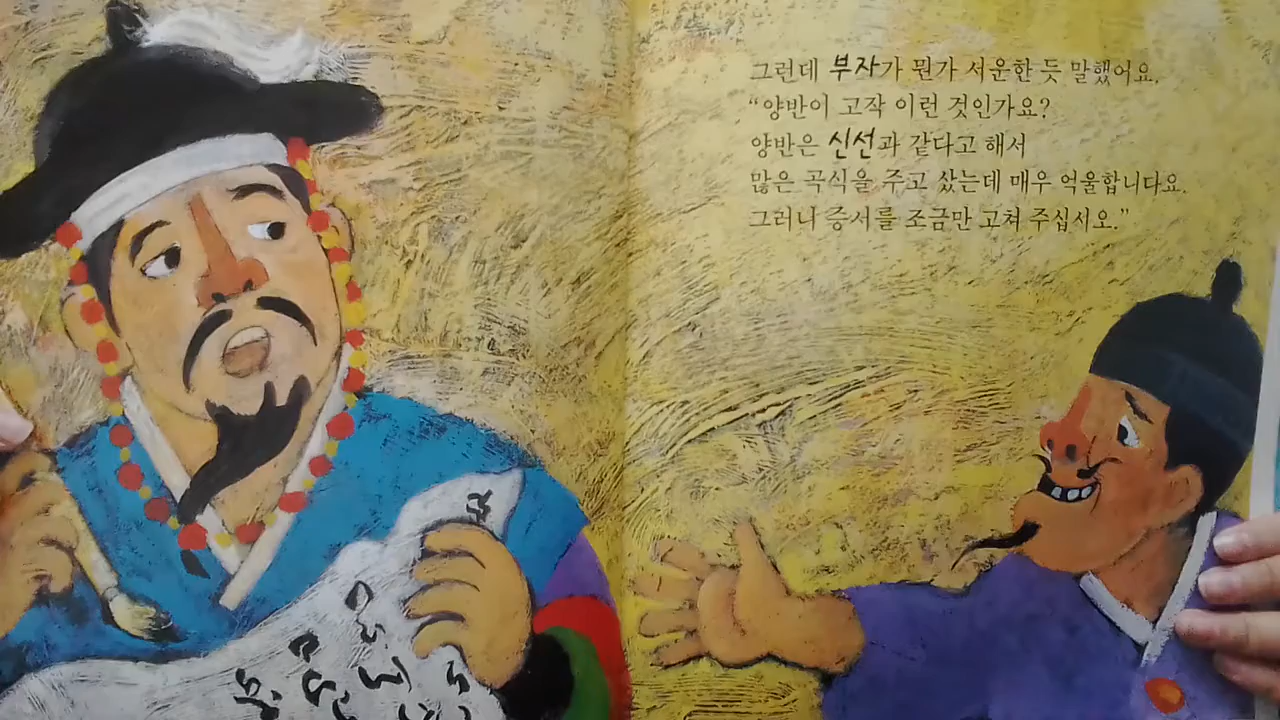 그런데 부자가 뭔가 서운한 듯 말했어요.
“양반이 고작 이런 것인가요?
양반은 신선과 같다고 해서
많은 곡식을 주고 샀는데 매우 억울합니다요.
그러니 증서를 조금만 고쳐 주십시오.”